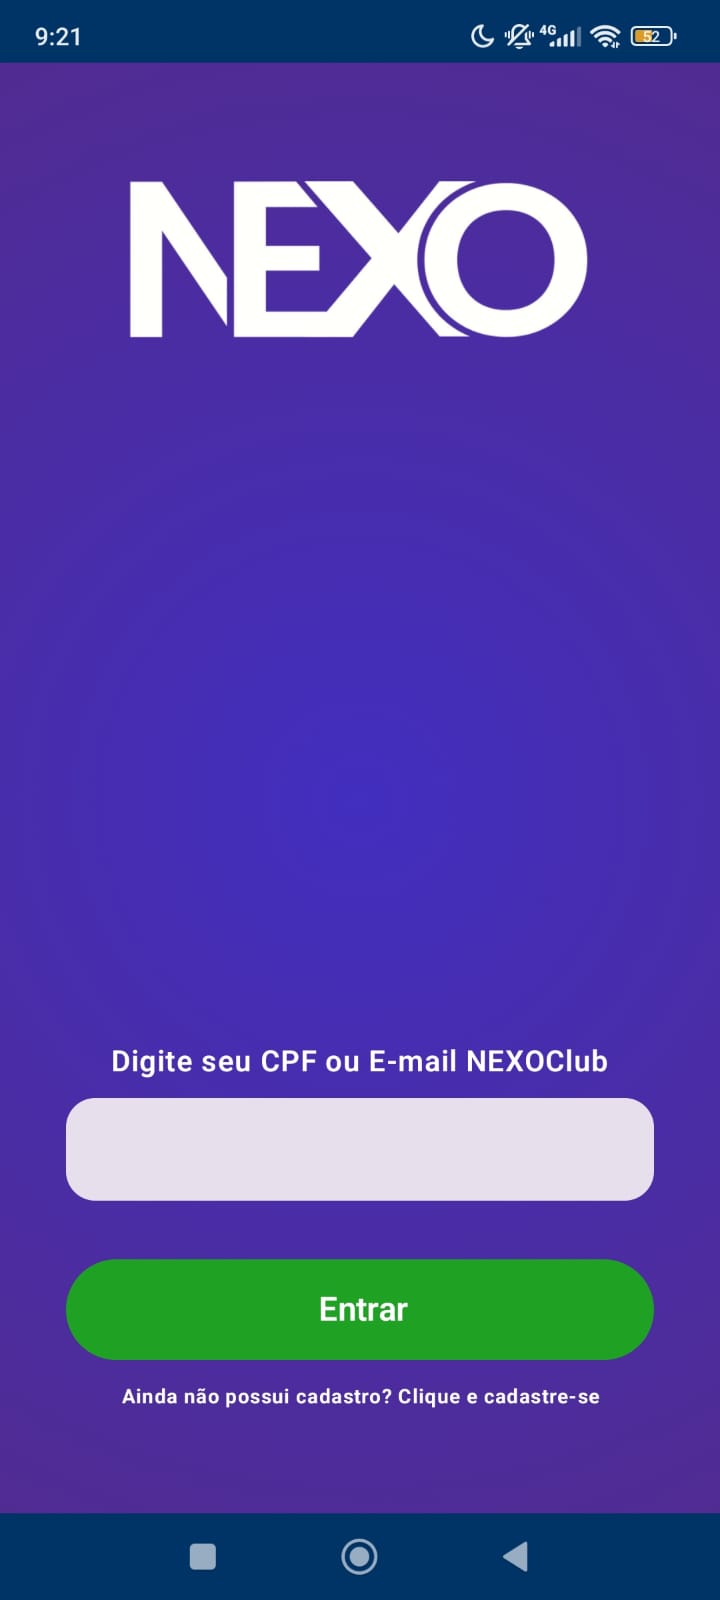 9:21
4G
52
NEXO
Digite seu CPF ou E-mail NEXOClub
Entrar
Ainda não possui cadastro? Clique e cadastre-se